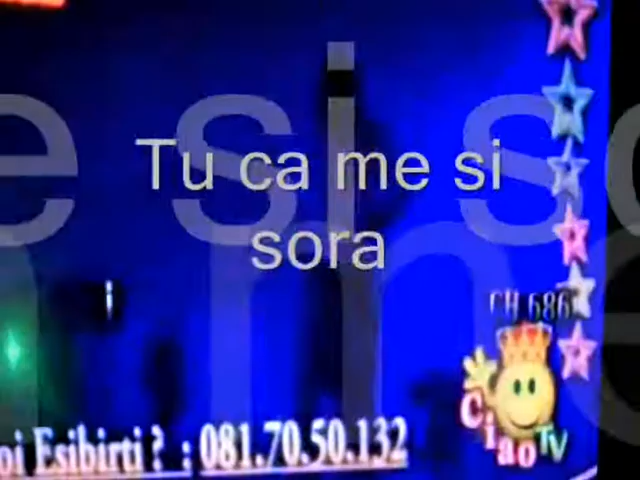 Tu ca me si
sora
CH 686
Ciao TV
oi Esibirti ? : 081.70.50.132